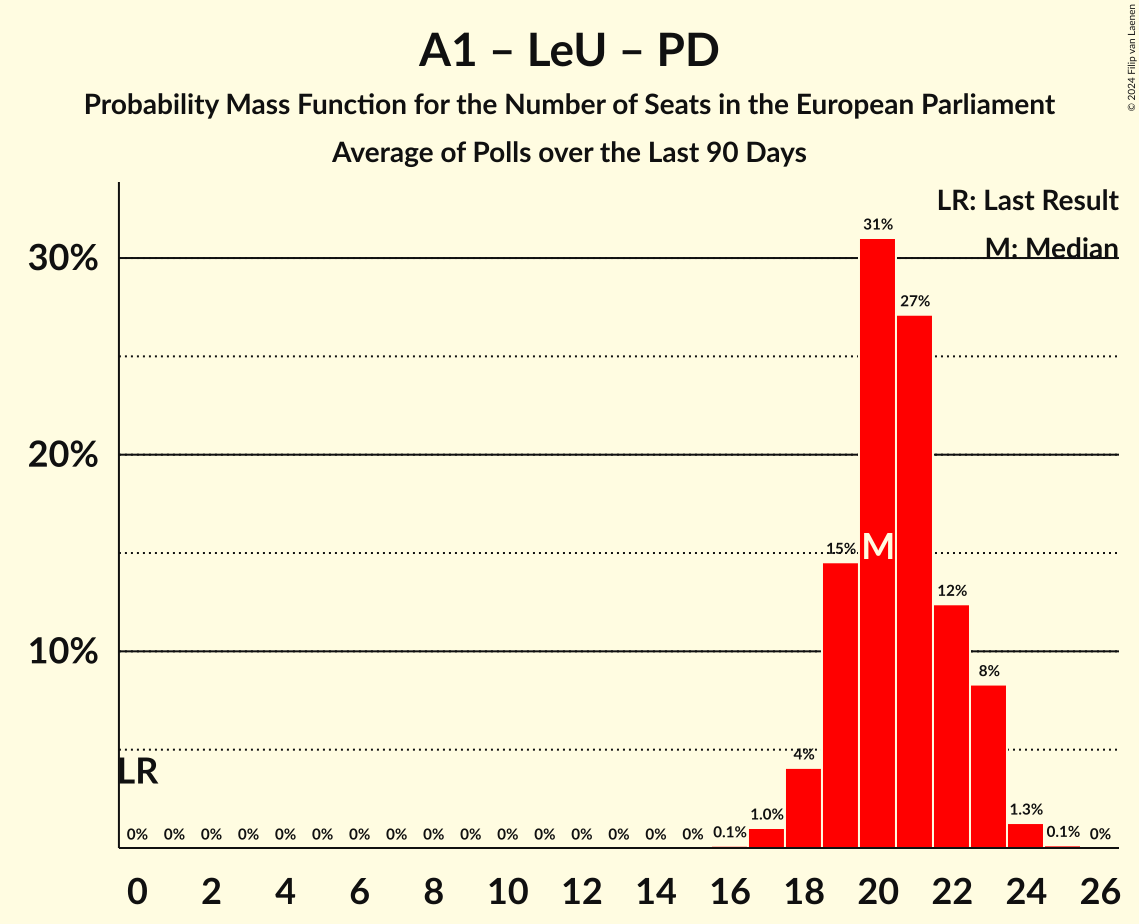 A1 – LeU – PD
Probability Mass Function for the Number of Seats in the European Parliament
Average of Polls over the Last 90 Days
© 2024 Filip van Laenen
LR: Last Result
M: Median
30%
20%
10%
31%
27%
15%
M
12%
8%
4%
LR
0% 0% 0% 0% 0% 0% 0% 0% 0% 0% 0% 0% 0% 0% 0% 0% 0.1% 1.0% 1.3% 0.1% 0%
0 2 4 6 8 10 12 14 16 18 20 22 24 26